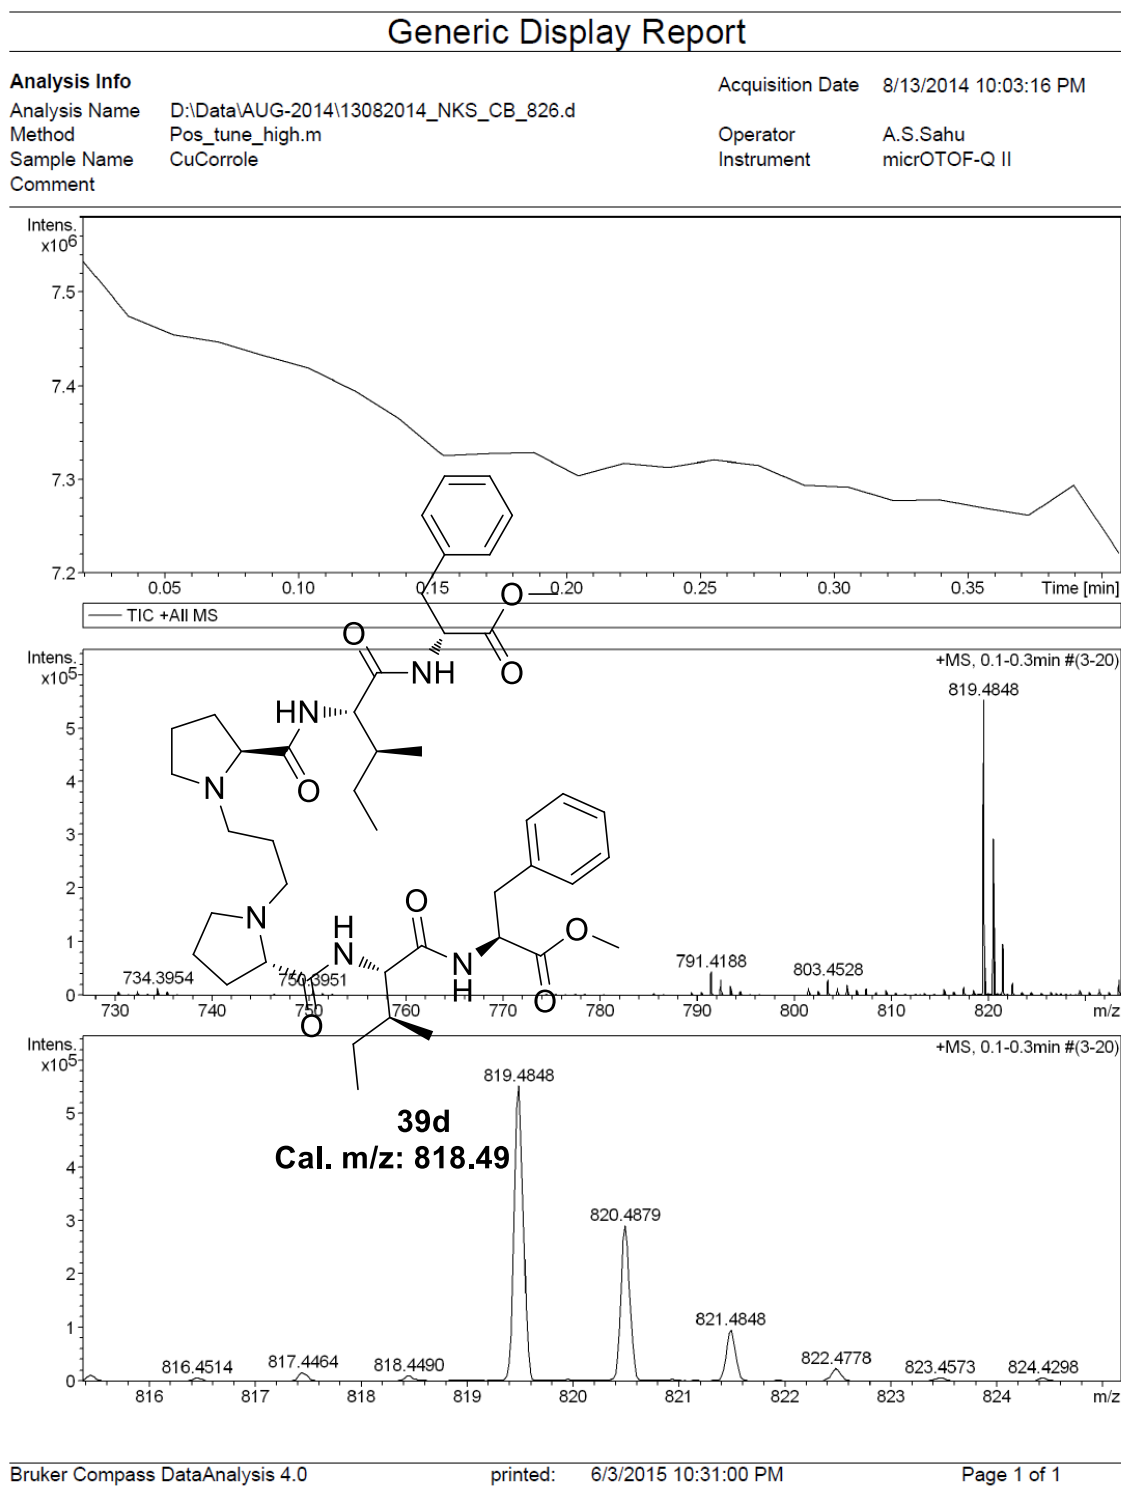 Generic Display Report
Analysis Info
Acquisition Date 8/13/2014 10:03:16 PM
Analysis Name D:\Data\AUG-2014\13082014_NKS_CB_826.d
Method Pos_tune_high.m
Operator A.S.Sahu
Sample Name CuCorrole
Instrument micrOTOF-Q II
Comment
Intens.
x10^6
7.5
7.4
7.3
7.2
0.05 0.10 0.15 0.20 0.25 0.30 0.35 Time [min]
TIC +All MS
Intens.
x10^5
+MS, 0.1-0.3min #(3-20)
819.4848
5
4
3
2
1
0
734.3954 750.3951 791.4188 803.4528
730 740 750 760 770 780 790 800 810 820 m/z
O
O
O
NH
HN
O
N
N
H
N
O
O
N
H
O
O
Intens.
x10^5
+MS, 0.1-0.3min #(3-20)
819.4848
39d
Cal. m/z: 818.49
5
4
3
2
1
0
820.4879
821.4848
816.4514 817.4464 818.4490 822.4778 823.4573 824.4298
816 817 818 819 820 821 822 823 824 m/z
Bruker Compass DataAnalysis 4.0 printed: 6/3/2015 10:31:00 PM Page 1 of 1